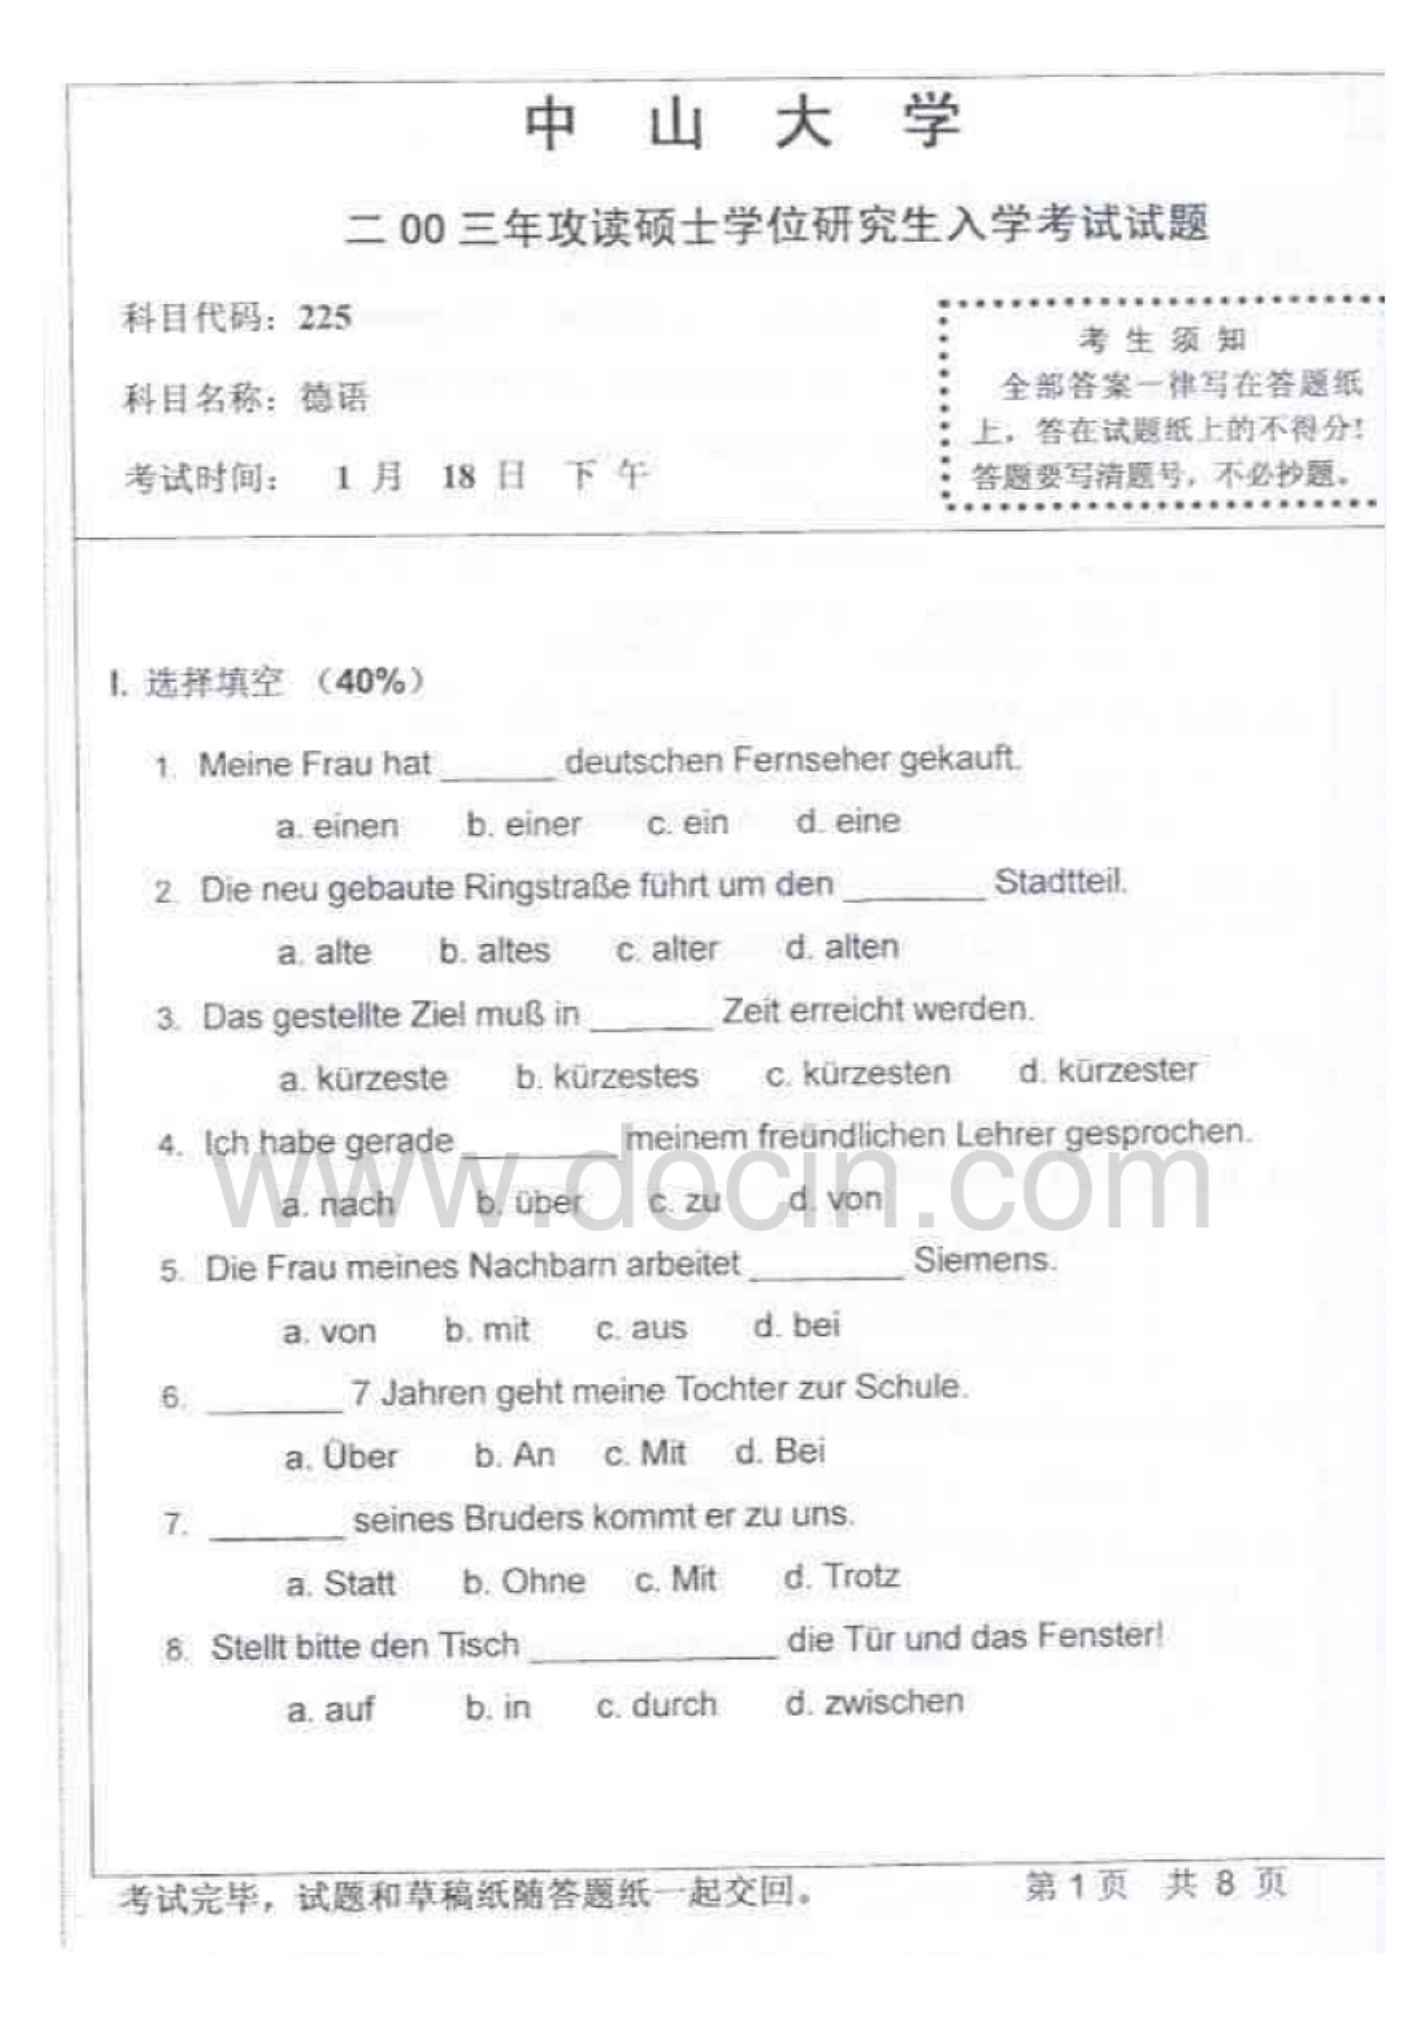 中 山 大 学
二00三年攻读硕士学位研究生入学考试试题
科目代码：225
科目名称：德语
考试时间： 1 月 18 日 下 午
考 生 须 知
全部答案一律写在答题纸
上，答在试题纸上的不得分！
答题要写清题号，不必抄题。
I. 选择填空 （40%）
1. Meine Frau hat ______ deutschen Fernseher gekauft.
a. einen b. einer c. ein d. eine
2. Die neu gebaute Ringstraße führt um den ______ Stadtteil.
a. alte b. altes c. alter d. alten
3. Das gestellte Ziel muß in ______ Zeit erreicht werden.
a. kürzeste b. kürzestes c. kürzesten d. kürzester
4. Ich habe gerade ______ meinem freundlichen Lehrer gesprochen.
www.docin.com
a. nach b. über c. zu d. von
5. Die Frau meines Nachbarn arbeitet ______ Siemens.
a. von b. mit c. aus d. bei
6. ______ 7 Jahren geht meine Tochter zur Schule.
a. Über b. An c. Mit d. Bei
7. ______ seines Bruders kommt er zu uns.
a. Statt b. Ohne c. Mit d. Trotz
8. Stellt bitte den Tisch ______ die Tür und das Fenster!
a. auf b. in c. durch d. zwischen
考试完毕，试题和草稿纸随答题纸一起交回。
第 1 页 共 8 页